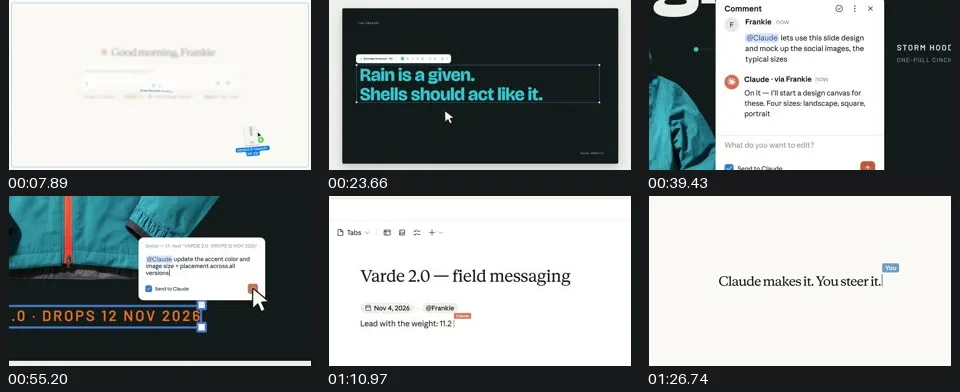 Good morning, Frankie
00:07.89
Rain is a given.
Shells should act like it.
00:23.66
Comment
Frankie now
@Claude lets use this slide design
and mock up the social images, the
typical sizes
Claude · via Frankie now
On it — I'll start a design canvas for
these. Four sizes: landscape, square,
portrait
What do you want to edit?
Send to Claude
STORM HOOD
ONE-PULL CINCH
00:39.43
@Claude update the accent color and
image size + placement across all
versions
Send to Claude
.0 · DROPS 12 NOV 2026
00:55.20
Tabs
Varde 2.0 — field messaging
Nov 4, 2026 · @Frankie
Claude
Lead with the weight: 11.2
01:10.97
You
Claude makes it. You steer it.
01:26.74